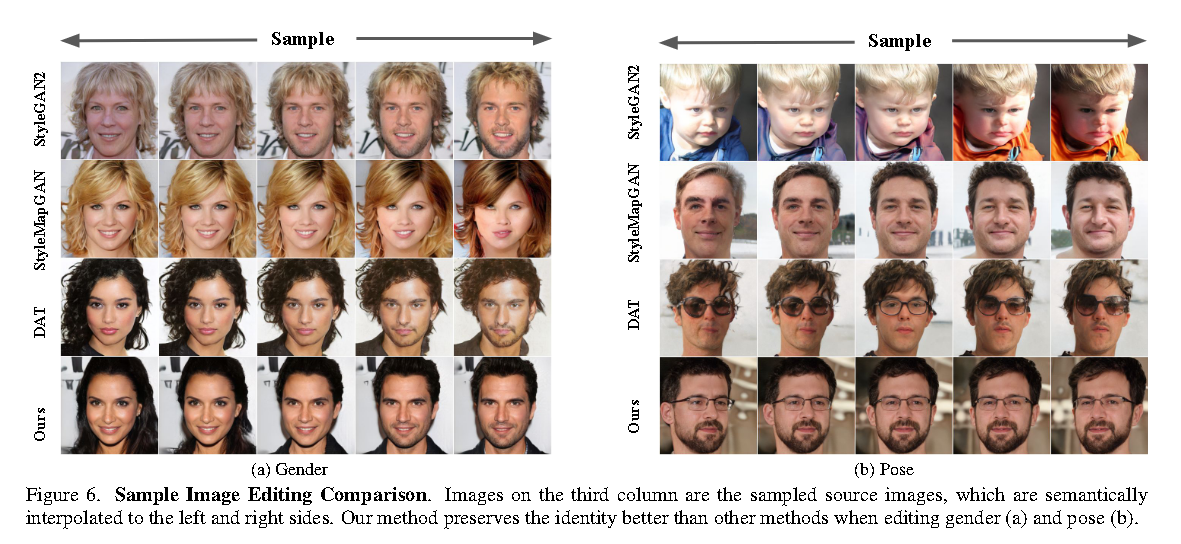 Sample
Sample
StyleGAN2
StyleMapGAN
DAT
Ours
StyleGAN2
StyleMapGAN
DAT
Ours
(a) Gender
(b) Pose
Figure 6. Sample Image Editing Comparison. Images on the third column are the sampled source images, which are semantically
interpolated to the left and right sides. Our method preserves the identity better than other methods when editing gender (a) and pose (b).